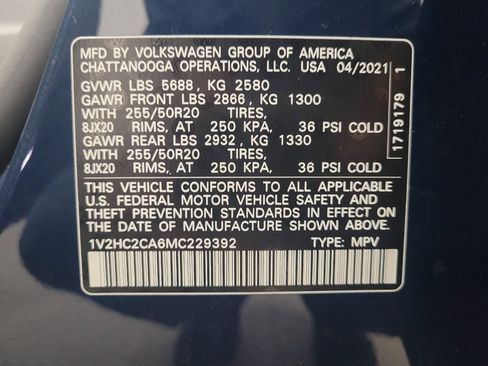 MFD BY VOLKSWAGEN GROUP OF AMERICA
CHATTANOOGA OPERATIONS, LLC. USA 04/2021
GVWR LBS 5688 , KG 2580
GAWR FRONT LBS 2866 , KG 1300
WITH 255/50R20 TIRES,
8JX20 RIMS, AT 250 KPA, 36 PSI COLD
GAWR REAR LBS 2932 , KG 1330
WITH 255/50R20 TIRES,
8JX20 RIMS, AT 250 KPA, 36 PSI COLD
THIS VEHICLE CONFORMS TO ALL APPLICABLE
U.S. FEDERAL MOTOR VEHICLE SAFETY AND
THEFT PREVENTION STANDARDS IN EFFECT ON
THE DATE OF MANUFACTURE SHOWN ABOVE.
1V2HC2CA6MC229392 TYPE: MPV
1719179 1